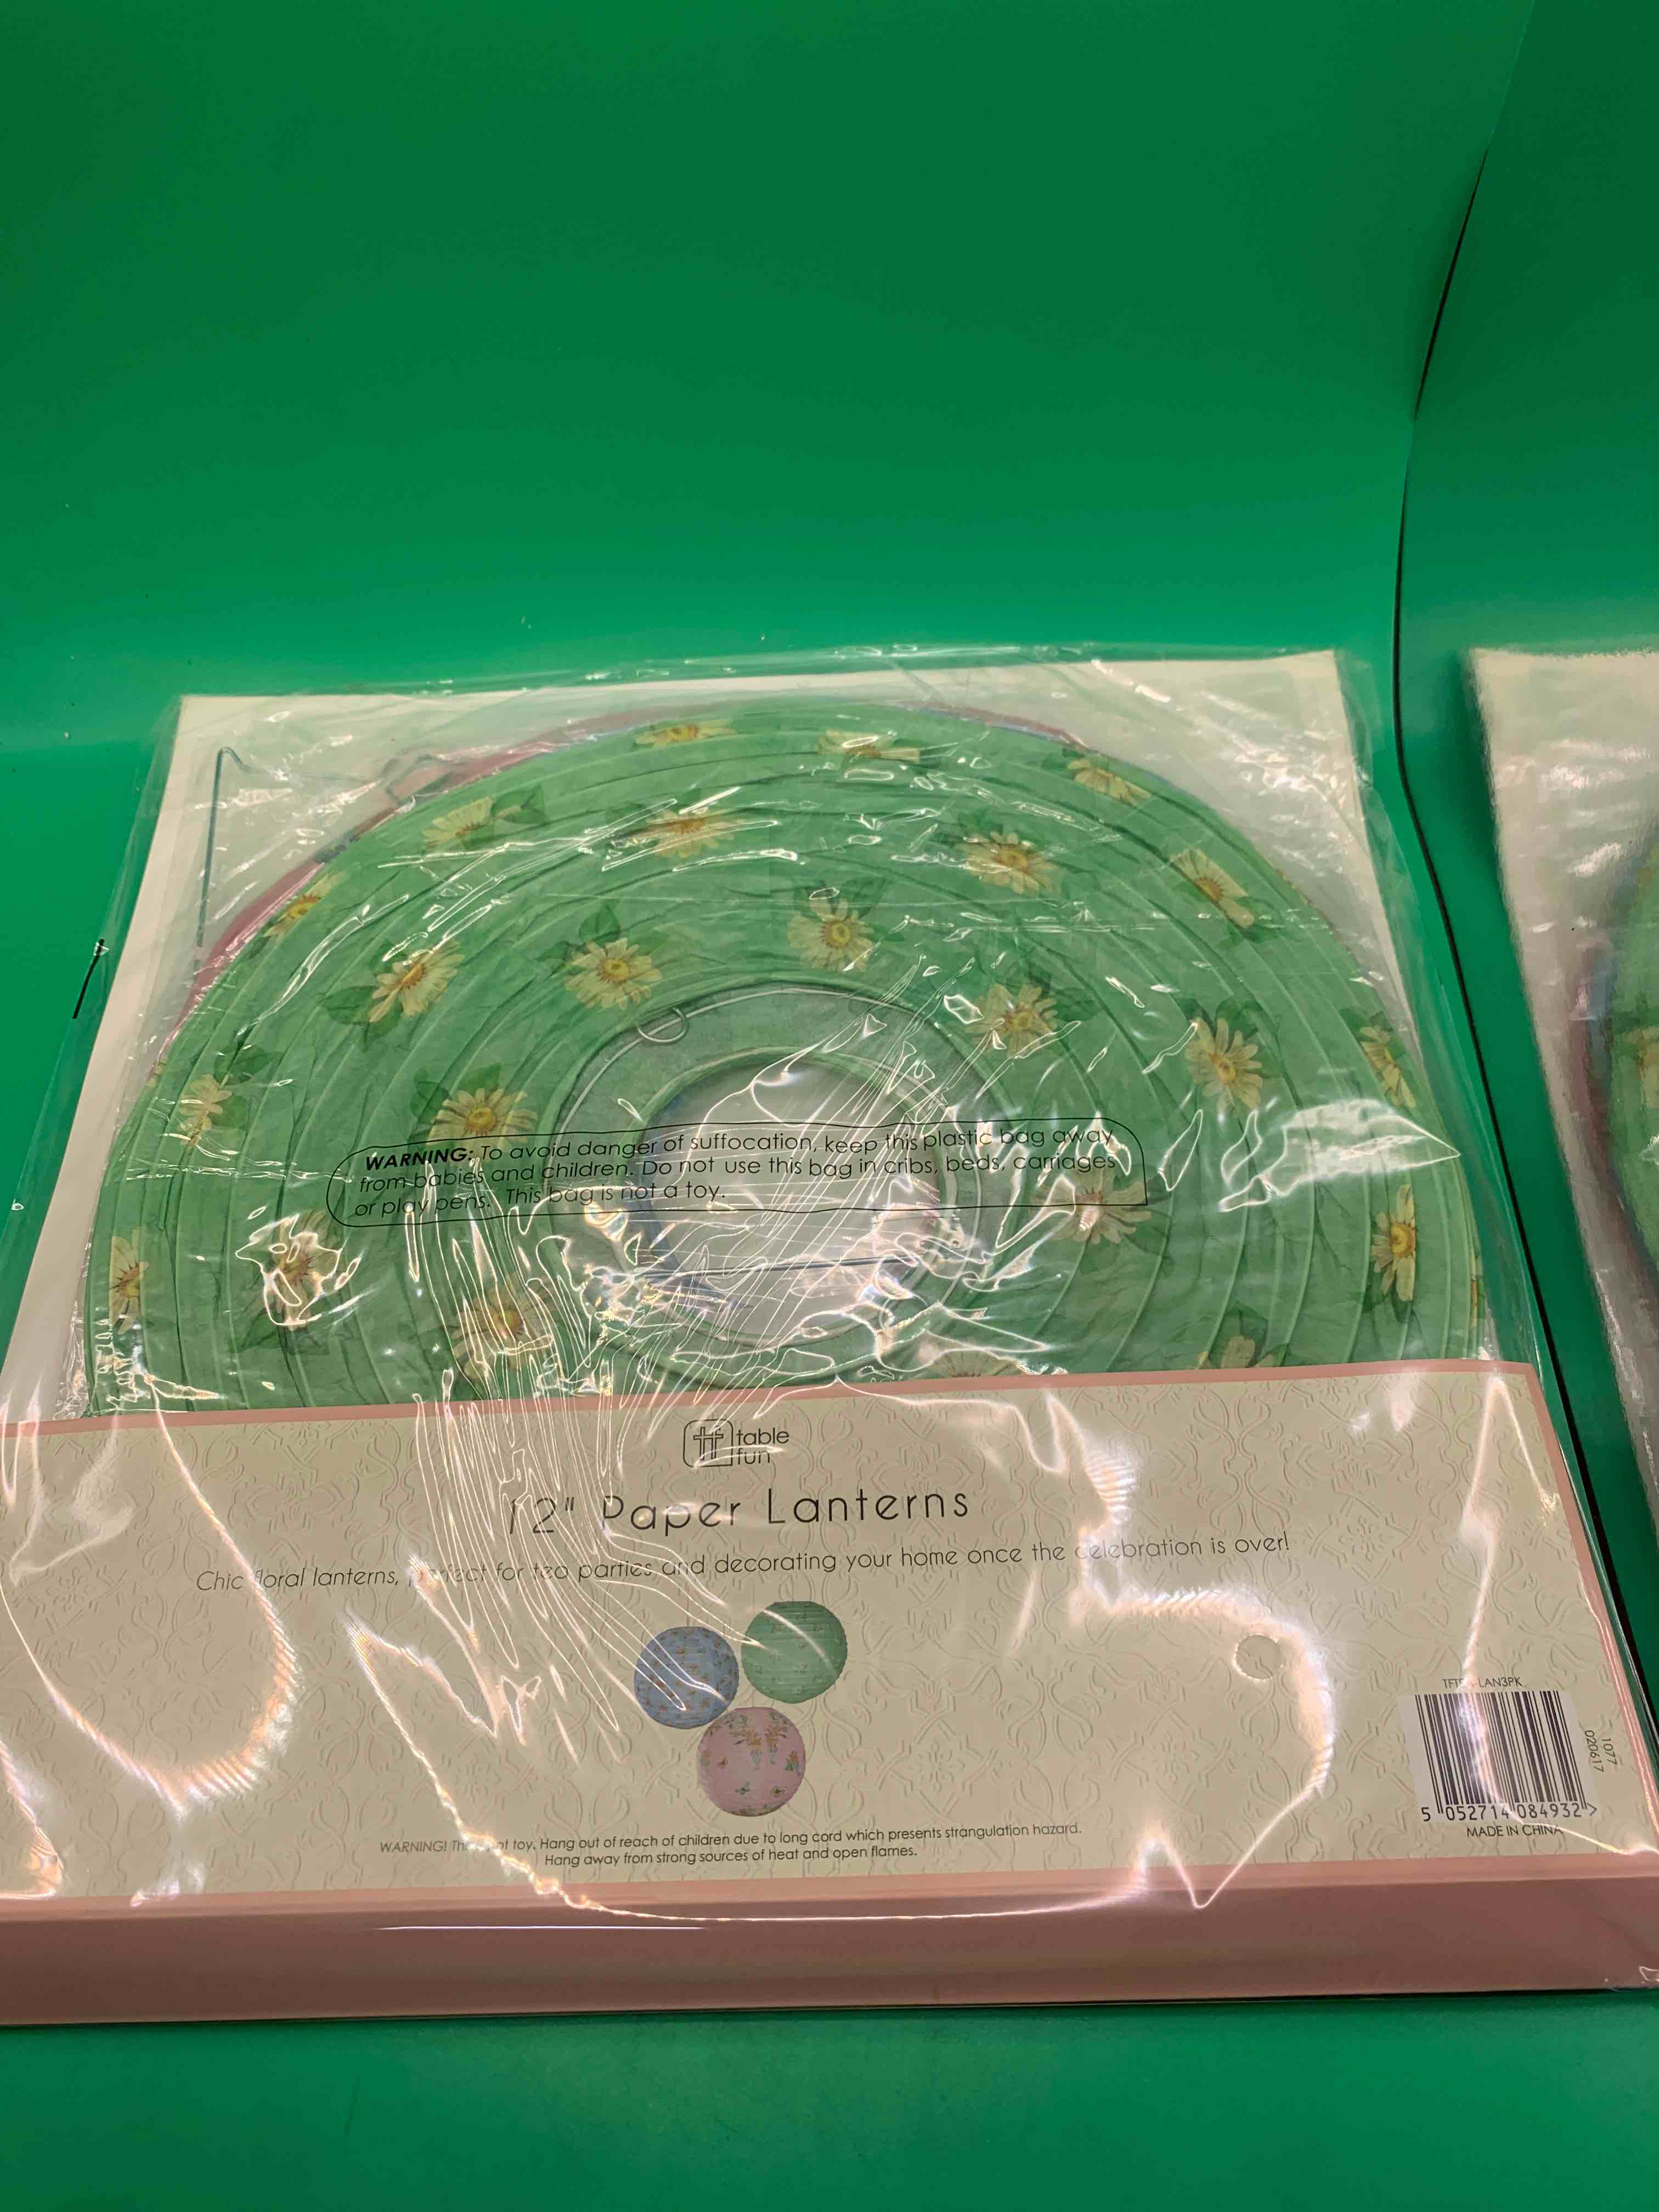 WARNING: To avoid danger of suffocation, keep this plastic bag away
from babies and children. Do not use this bag in cribs, beds, carriages
or play pens. This bag is not a toy.
tf table
fun
12" Paper Lanterns
Chic floral lanterns, perfect for tea parties and decorating your home once the celebration is over!
LAN3PK
1077
020617
5 052714 084932 >
MADE IN CHINA
WARNING! not toy. Hang out of reach of children due to long cord which presents strangulation hazard.
Hang away from strong sources of heat and open flames.